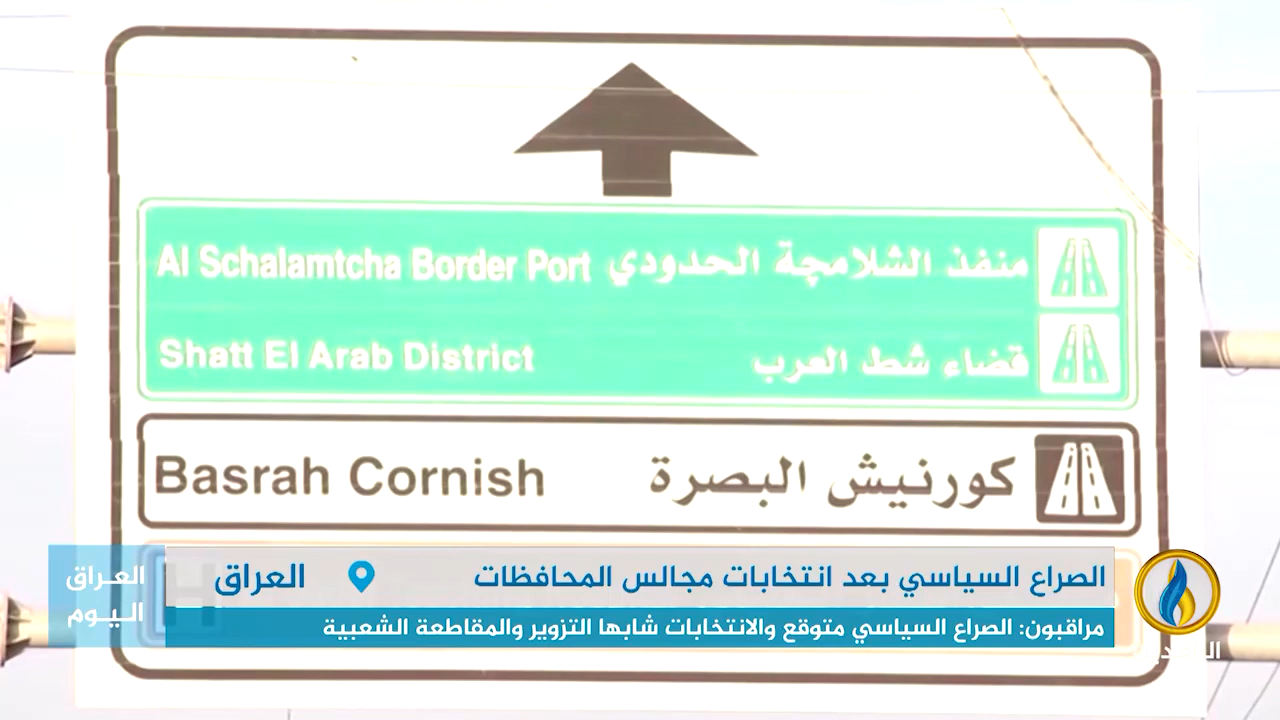 منفذ الشلامچة الحدودي Al Schalamtcha Border Port
قضاء شط العرب Shatt El Arab District
كورنيش البصرة Basrah Cornish
الصراع السياسي بعد انتخابات مجالس المحافظات العراق
مراقبون: الصراع السياسي متوقع والانتخابات شابها التزوير والمقاطعة الشعبية
العراق
اليوم